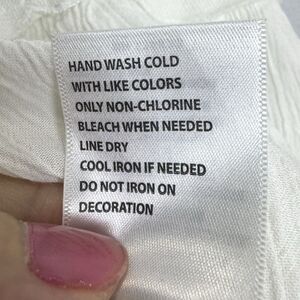 HAND WASH COLD
WITH LIKE COLORS
ONLY NON-CHLORINE
BLEACH WHEN NEEDED
LINE DRY
COOL IRON IF NEEDED
DO NOT IRON ON
DECORATION